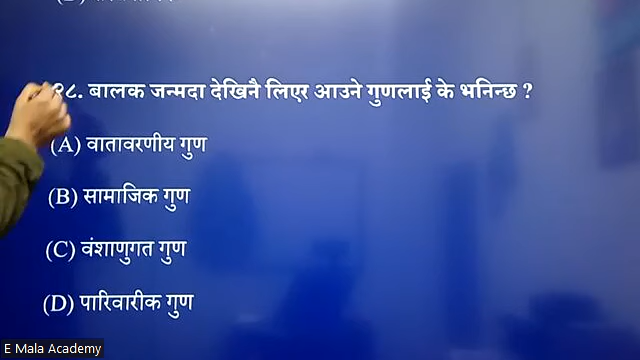 २८. बालक जन्मदा देखिनै लिएर आउने गुणलाई के भनिन्छ ?
(A) वातावरणीय गुण
(B) सामाजिक गुण
(C) वंशाणुगत गुण
(D) पारिवारीक गुण
E Mala Academy